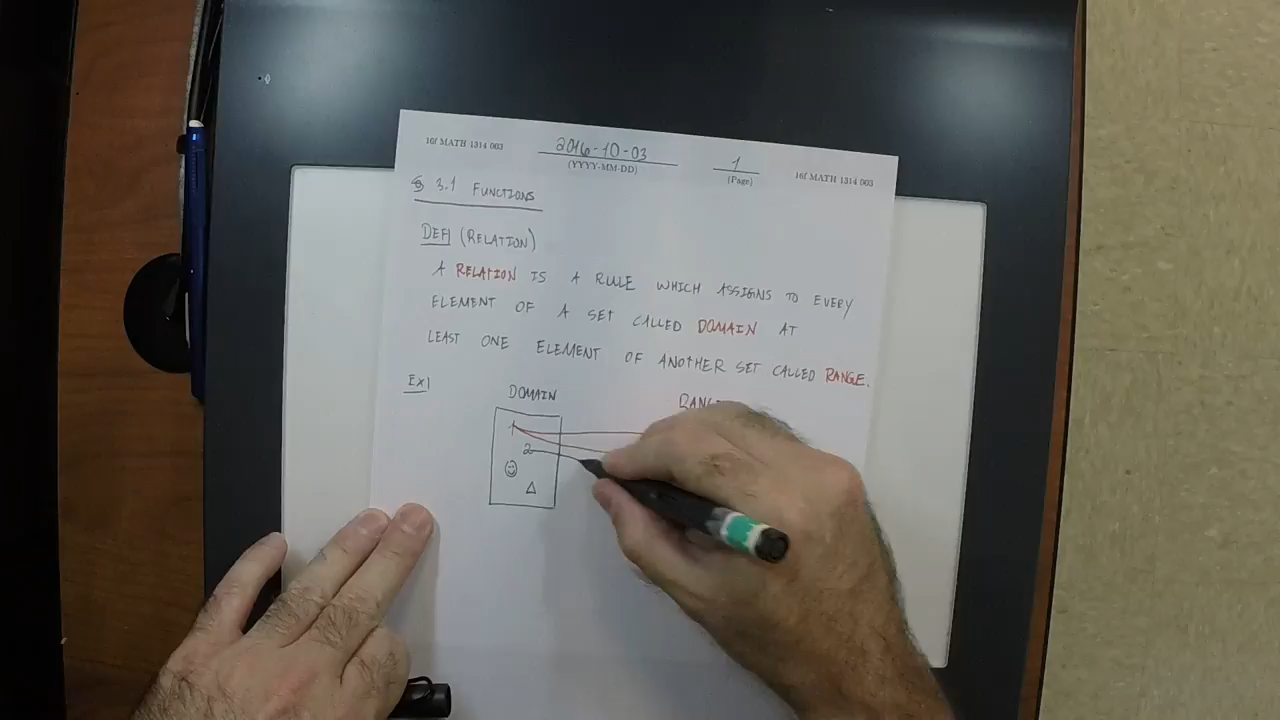 16f MATH 1314 003 2016-10-03 1 16f MATH 1314 003
(YYYY-MM-DD) (Page)
§ 3.1 FUNCTIONS
DEF| (RELATION)
A RELATION IS A RULE WHICH ASSIGNS TO EVERY
ELEMENT OF A SET CALLED DOMAIN AT
LEAST ONE ELEMENT OF ANOTHER SET CALLED RANGE.
EX|
DOMAIN
1
2